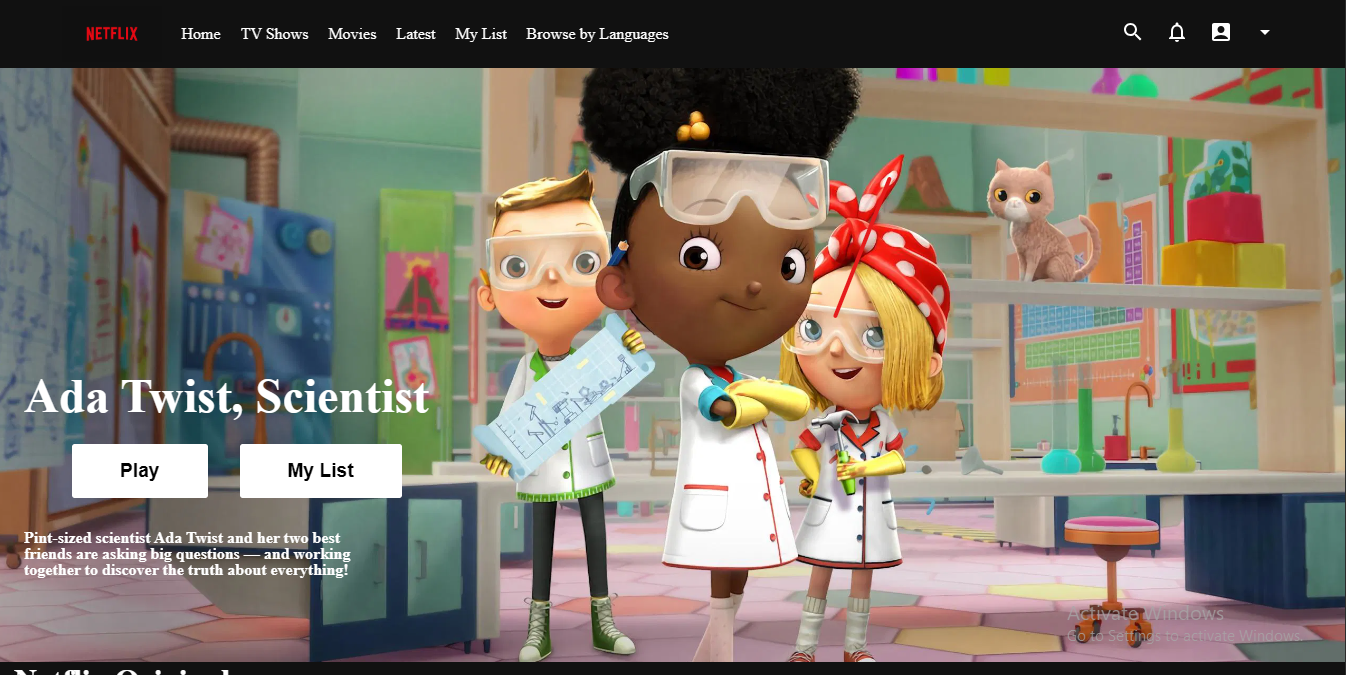 NETFLIX Home TV Shows Movies Latest My List Browse by Languages
Ada Twist, Scientist
Play My List
Pint-sized scientist Ada Twist and her two best
friends are asking big questions — and working
together to discover the truth about everything!
Activate Windows
Go to Settings to activate Windows.